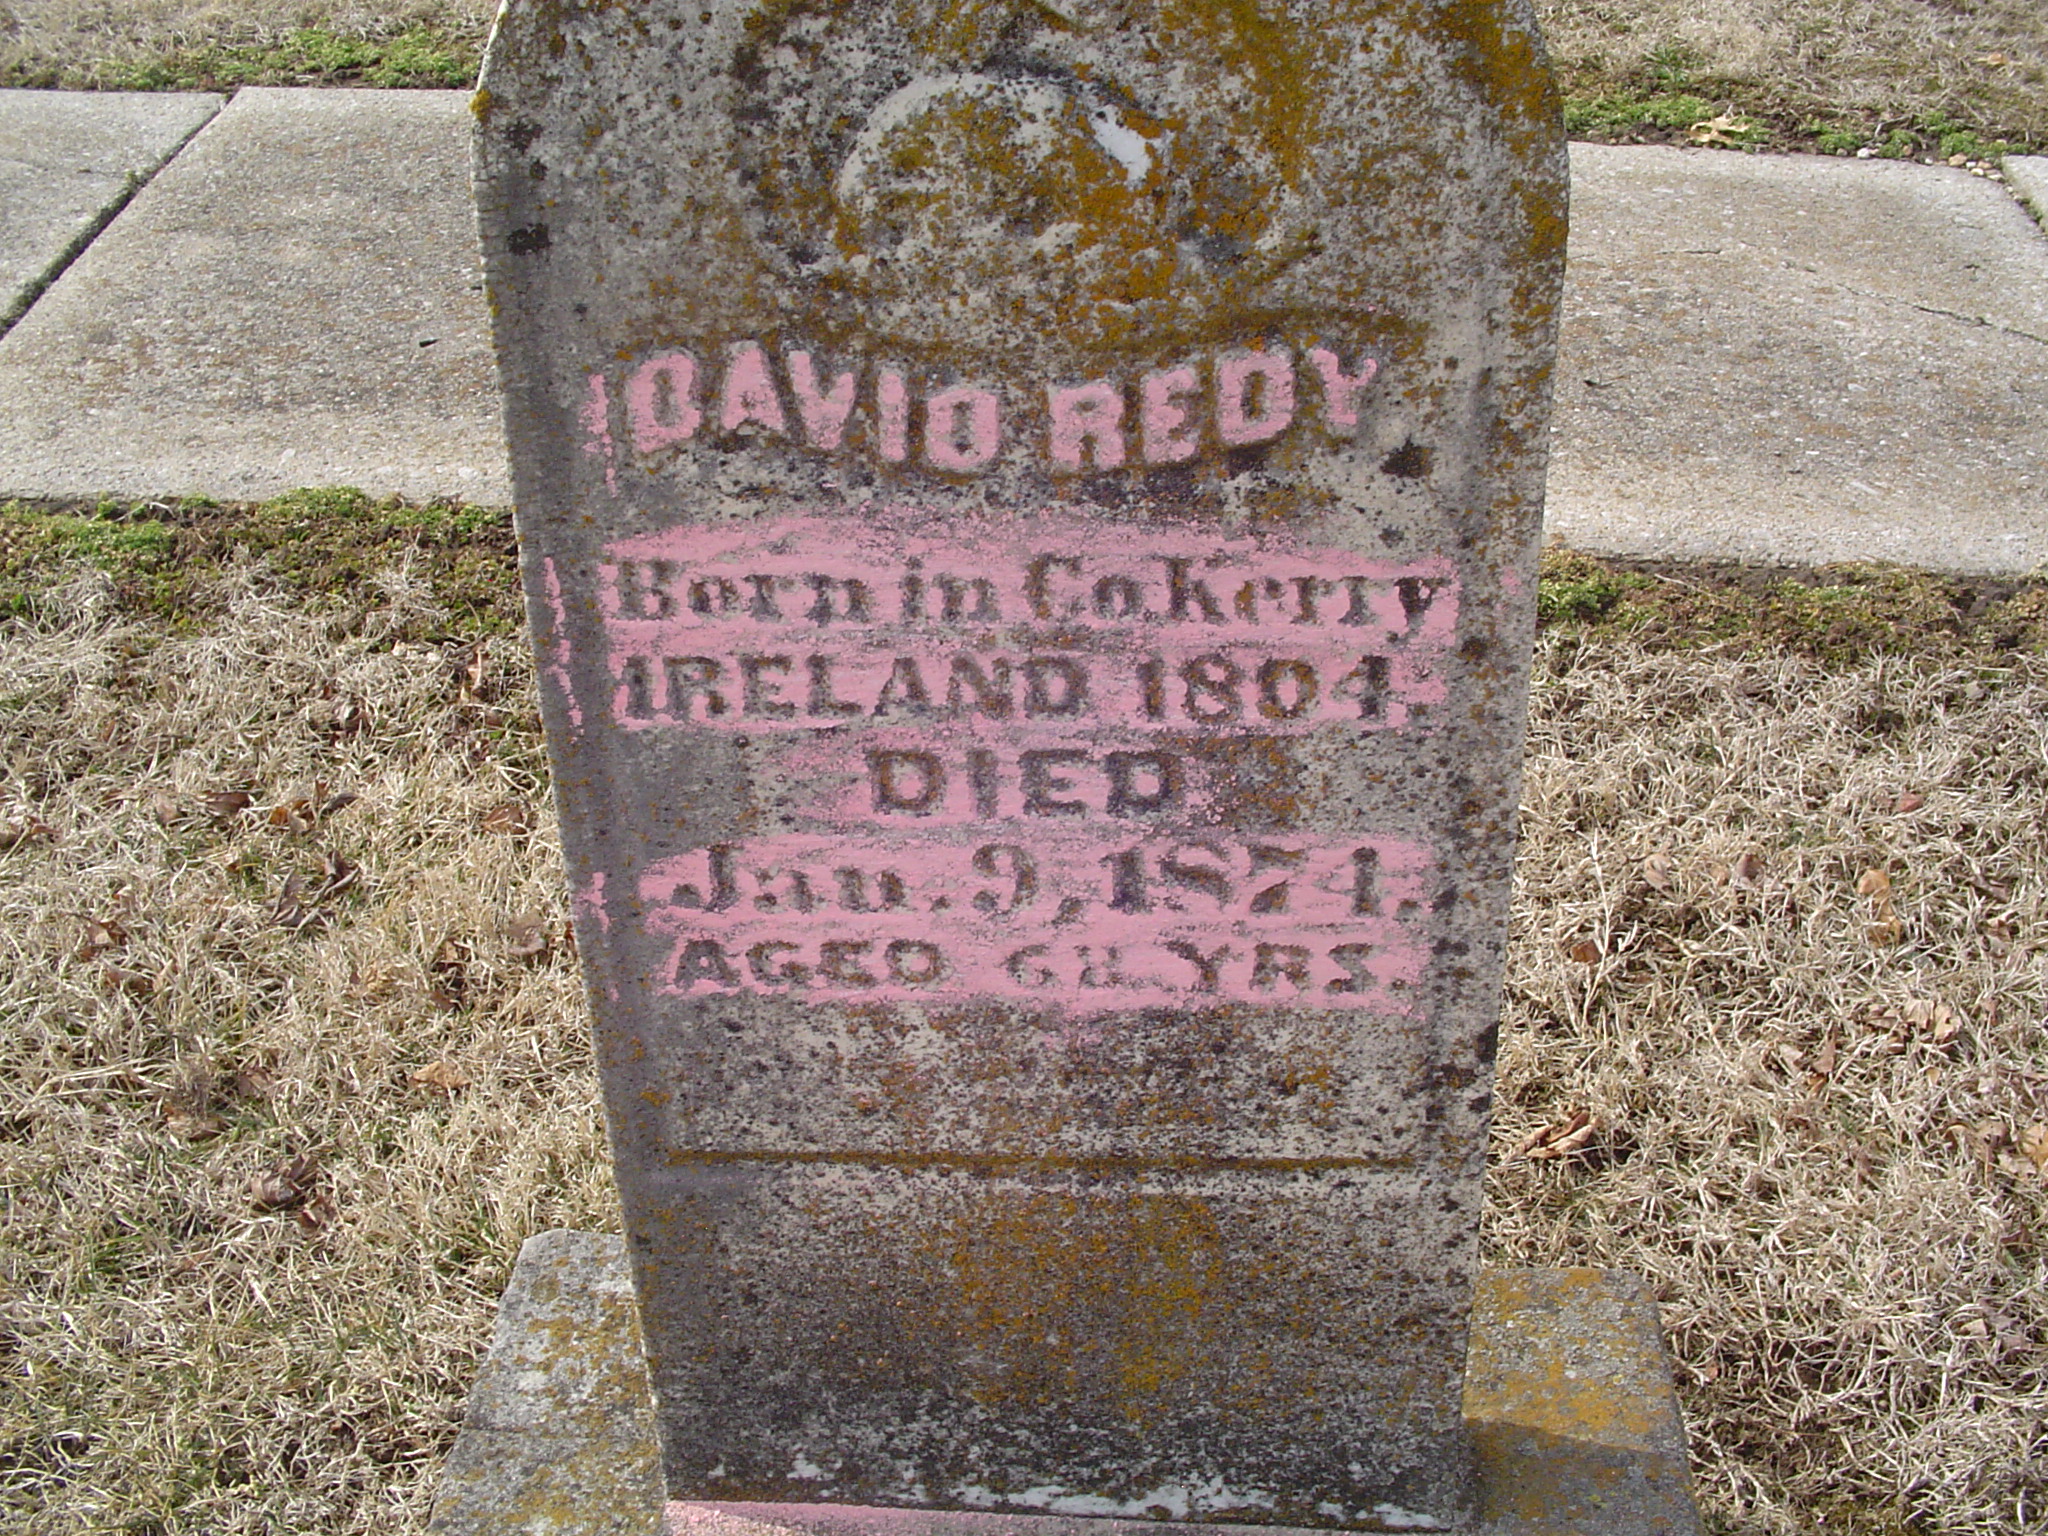 DAVID REDY
Born in Co Kerry
IRELAND 1804.
DIED
Jan. 9, 1874.
AGED YRS.